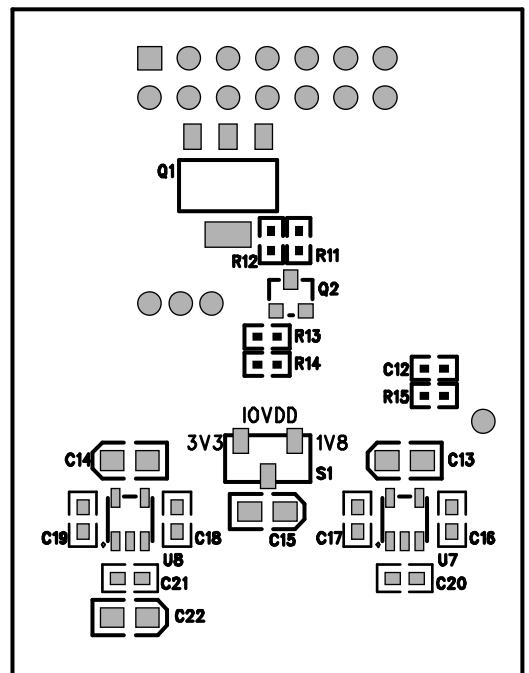 Q1
R12 R11
Q2
R13
R14
C12
R15
IOVDD
3V3 1V8
C14 S1 C13
C19 C18 C15 C17 C16
U8 U7
C21 C20
C22